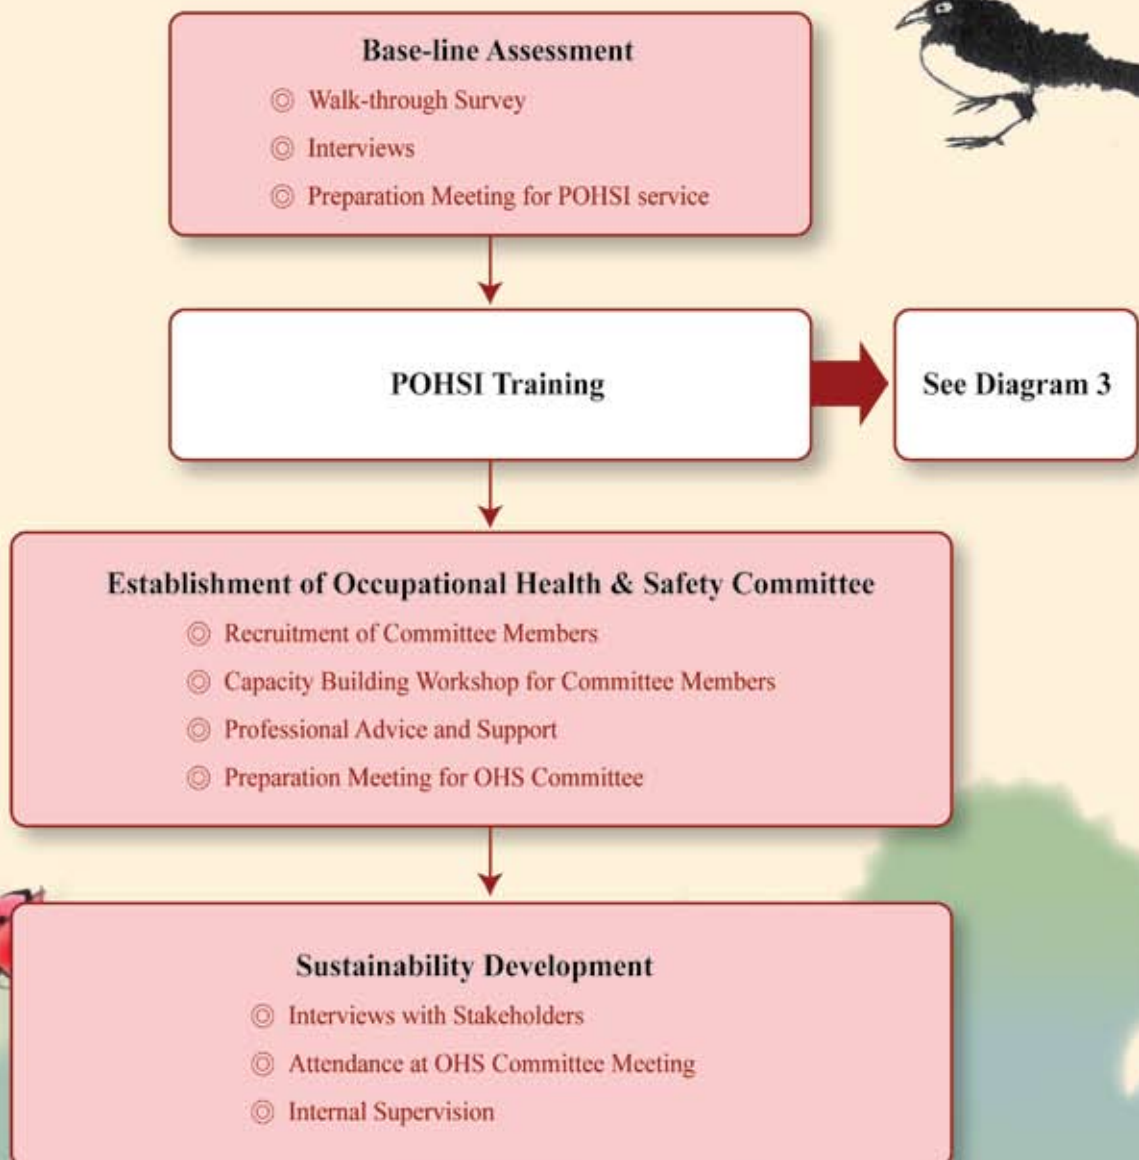 Base-line Assessment
◎ Walk-through Survey
◎ Interviews
◎ Preparation Meeting for POHSI service
POHSI Training
See Diagram 3
Establishment of Occupational Health & Safety Committee
◎ Recruitment of Committee Members
◎ Capacity Building Workshop for Committee Members
◎ Professional Advice and Support
◎ Preparation Meeting for OHS Committee
Sustainability Development
◎ Interviews with Stakeholders
◎ Attendance at OHS Committee Meeting
◎ Internal Supervision